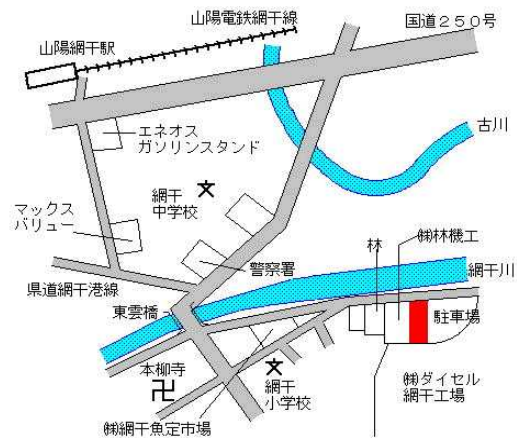 山陽電鉄網干線
国道250号
山陽網干駅
エネオス
ガソリンスタンド
古川
網干
中学校
マックス
バリュー
㈱林機工
林
警察署
網干川
県道網干港線
東雲橋
駐車場
本柳寺
網干
小学校
㈱ダイセル
網干工場
㈱網干魚定市場